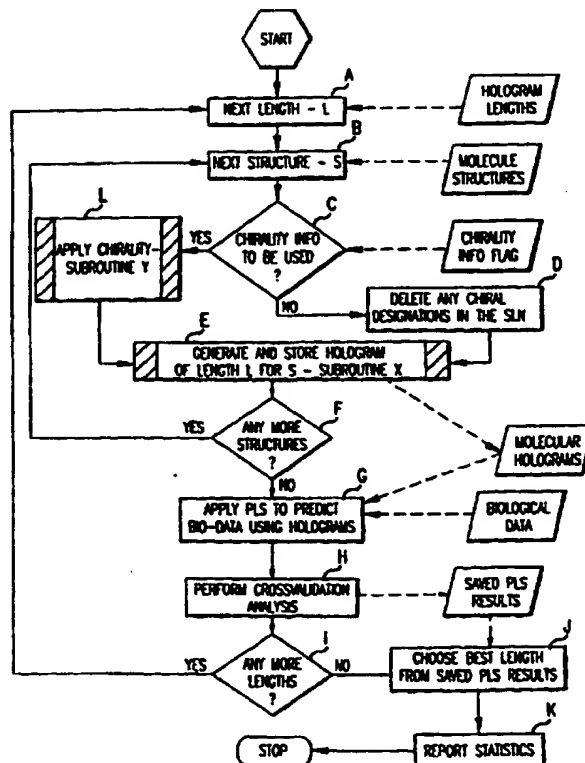 START
A
NEXT LENGTH - L
HOLOGRAM
LENGTHS
B
NEXT STRUCTURE - S
MOLECULE
STRUCTURES
L
C
APPLY CHIRALITY-
SUBROUTINE Y
YES
CHIRALITY INFO
TO BE USED
?
CHIRALITY
INFO FLAG
D
NO
DELETE ANY CHIRAL
DESIGNATIONS IN THE SLN
E
GENERATE AND STORE HOLOGRAM
OF LENGTH L FOR S - SUBROUTINE X
YES
F
ANY MORE
STRUCTURES
?
MOLECULAR
HOLOGRAMS
NO
G
APPLY PLS TO PREDICT
BIO-DATA USING HOLOGRAMS
BIOLOGICAL
DATA
H
PERFORM CROSSVALIDATION
ANALYSIS
SAVED PLS
RESULTS
YES
I
ANY MORE
LENGTHS
?
NO
J
CHOOSE BEST LENGTH
FROM SAVED PLS RESULTS
K
STOP
REPORT STATISTICS